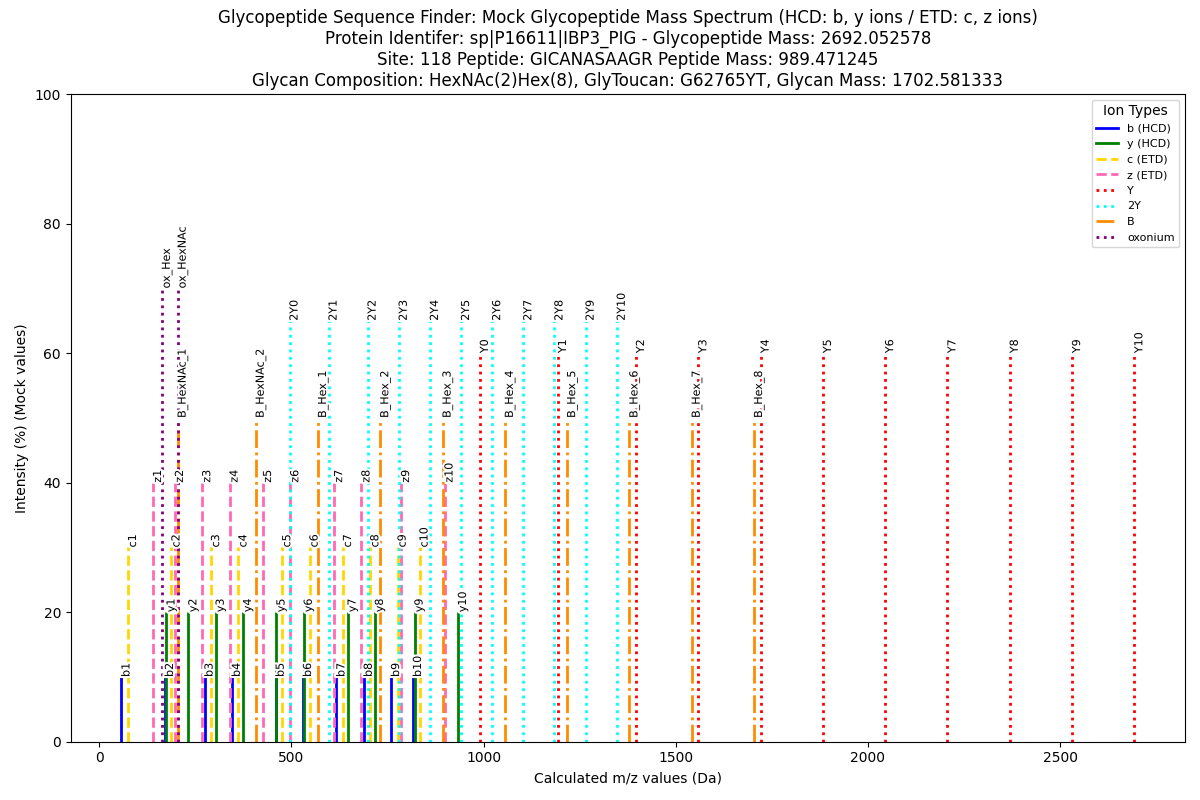 Glycopeptide Sequence Finder: Mock Glycopeptide Mass Spectrum (HCD: b, y ions / ETD: c, z ions)
Protein Identifer: sp|P16611|IBP3_PIG - Glycopeptide Mass: 2692.052578
Site: 118 Peptide: GICANASAAGR Peptide Mass: 989.471245
Glycan Composition: HexNAc(2)Hex(8), GlyToucan: G62765YT, Glycan Mass: 1702.581333
Intensity (%) (Mock values)
100
80
60
40
20
0
Ion Types
b (HCD)
y (HCD)
c (ETD)
z (ETD)
Y
2Y
B
oxonium
ox_Hex
ox_HexNAc
2Y0
2Y1
2Y2
2Y3
2Y4
2Y5
2Y6
2Y7
2Y8
2Y9
2Y10
Y0
Y1
Y2
Y3
Y4
Y5
Y6
Y7
Y8
Y9
Y10
B_HexNAc_1
B_HexNAc_2
B_Hex_1
B_Hex_2
B_Hex_3
B_Hex_4
B_Hex_5
B_Hex_6
B_Hex_7
B_Hex_8
z1
z2
z3
z4
z5
z6
z7
z8
z9
z10
c1
c2
c3
c4
c5
c6
c7
c8
c9
c10
y1
y2
y3
y4
y5
y6
y7
y8
y9
y10
b1
b2
b3
b4
b5
b6
b7
b8
b9
b10
0
500
1000
1500
2000
2500
Calculated m/z values (Da)